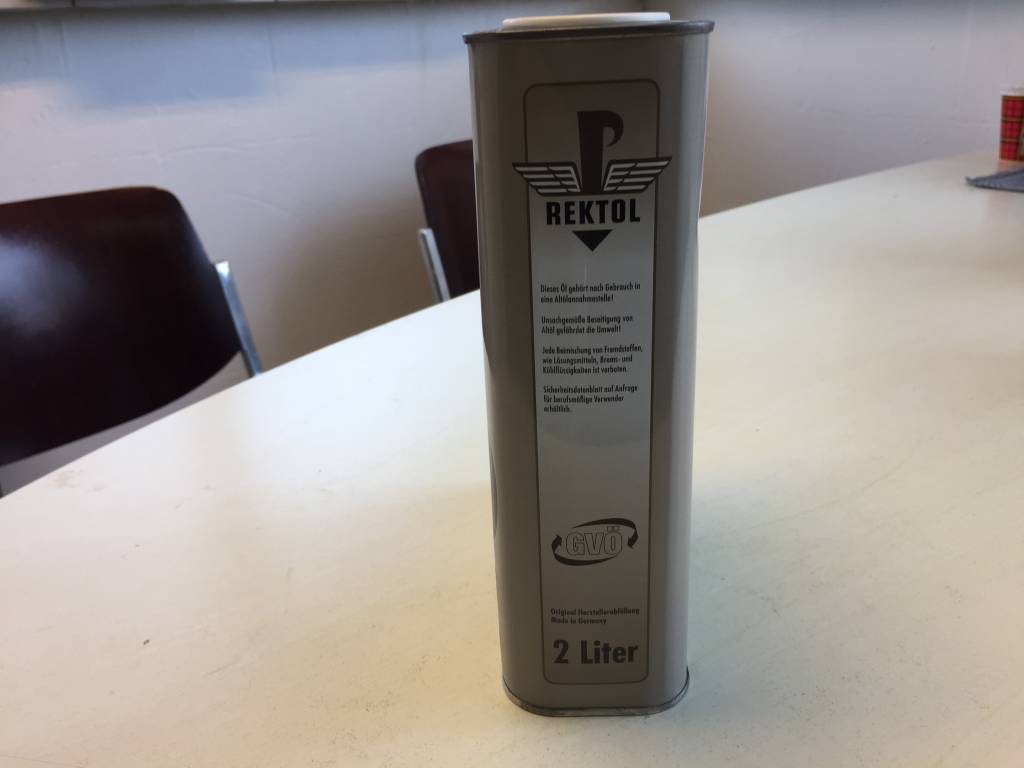 P
REKTOL
Dieses Öl gehört nach Gebrauch in
eine Altölannahmestelle!
Unsachgemäße Beseitigung von
Altöl gefährdet die Umwelt!
Jede Beimischung von Fremdstoffen,
wie Lösungsmitteln, Brems- und
Kühlflüssigkeiten ist verboten.
Sicherheitsdatenblatt auf Anfrage
für berufsmäßige Verwender
erhältlich.
GVÖ
Original Herstellerabfüllung
Made in Germany
2 Liter